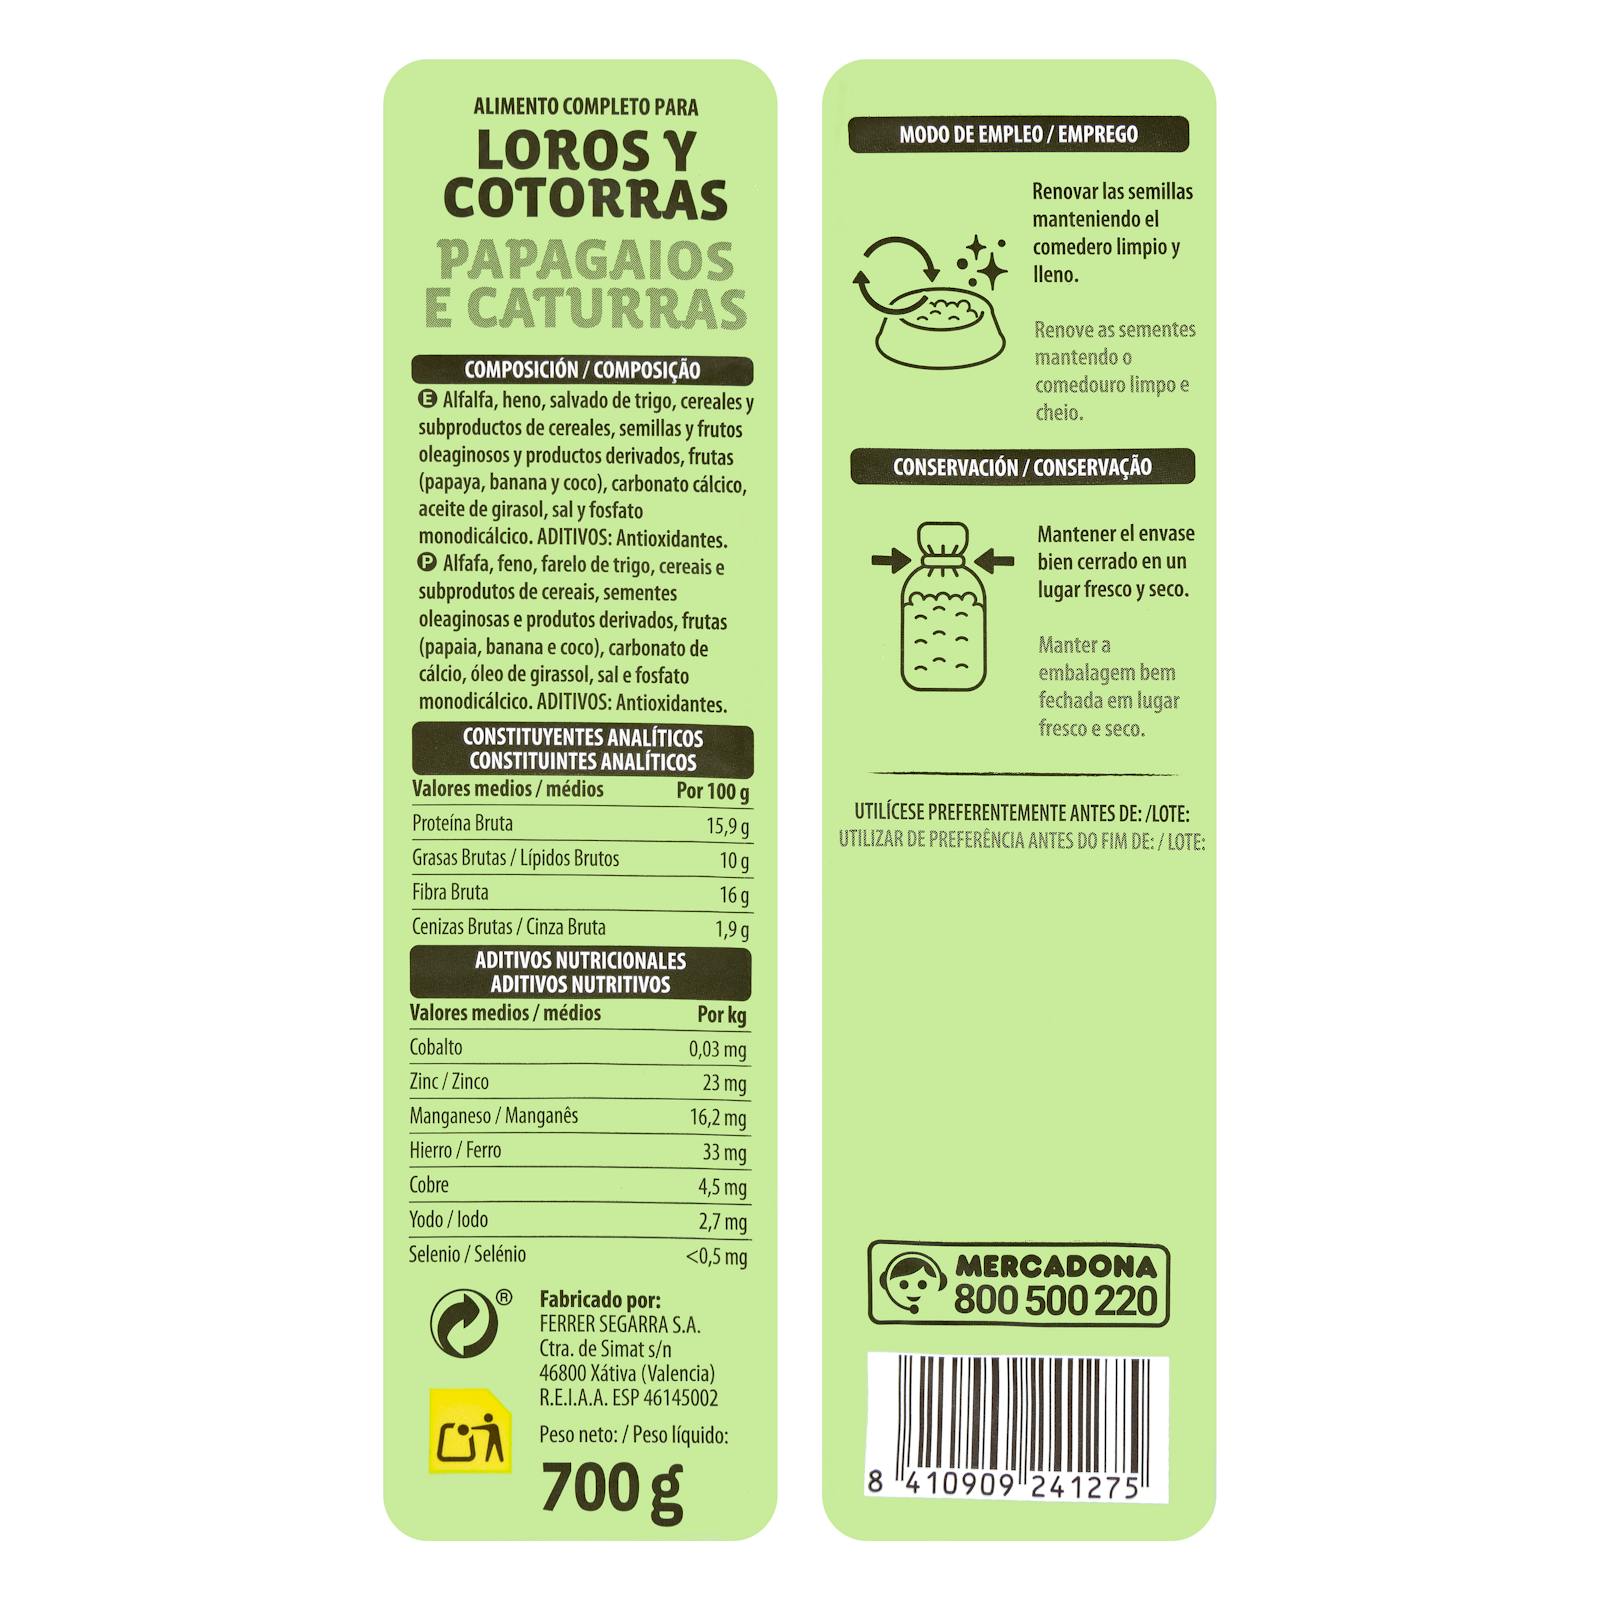 ALIMENTO COMPLETO PARA
LOROS Y
COTORRAS
PAPAGAIOS
E CATURRAS
COMPOSICIÓN / COMPOSIÇÃO
E Alfalfa, heno, salvado de trigo, cereales y
subproductos de cereales, semillas y frutos
oleaginosos y productos derivados, frutas
(papaya, banana y coco), carbonato cálcico,
aceite de girasol, sal y fosfato
monodicálcico. ADITIVOS: Antioxidantes.
P Alfafa, feno, farelo de trigo, cereais e
subprodutos de cereais, sementes
oleaginosas e produtos derivados, frutas
(papaia, banana e coco), carbonato de
cálcio, óleo de girassol, sal e fosfato
monodicálcico. ADITIVOS: Antioxidantes.
CONSTITUYENTES ANALÍTICOS
CONSTITUINTES ANALÍTICOS
Valores medios / médios Por 100 g
Proteína Bruta 15,9 g
Grasas Brutas / Lípidos Brutos 10 g
Fibra Bruta 16 g
Cenizas Brutas / Cinza Bruta 1,9 g
ADITIVOS NUTRICIONALES
ADITIVOS NUTRITIVOS
Valores medios / médios Por kg
Cobalto 0,03 mg
Zinc / Zinco 23 mg
Manganeso / Manganês 16,2 mg
Hierro / Ferro 33 mg
Cobre 4,5 mg
Yodo / Iodo 2,7 mg
Selenio / Selénio <0,5 mg
®
Fabricado por:
FERRER SEGARRA S.A.
Ctra. de Simat s/n
46800 Xátiva (Valencia)
R.E.I.A.A. ESP 46145002
Peso neto: / Peso líquido:
700 g
MODO DE EMPLEO / EMPREGO
Renovar las semillas
manteniendo el
comedero limpio y
lleno.
Renove as sementes
mantendo o
comedouro limpo e
cheio.
CONSERVACIÓN / CONSERVAÇÃO
Mantener el envase
bien cerrado en un
lugar fresco y seco.
Manter a
embalagem bem
fechada em lugar
fresco e seco.
UTILÍCESE PREFERENTEMENTE ANTES DE: /LOTE:
UTILIZAR DE PREFERÊNCIA ANTES DO FIM DE: / LOTE:
MERCADONA
800 500 220
8 410909 241275